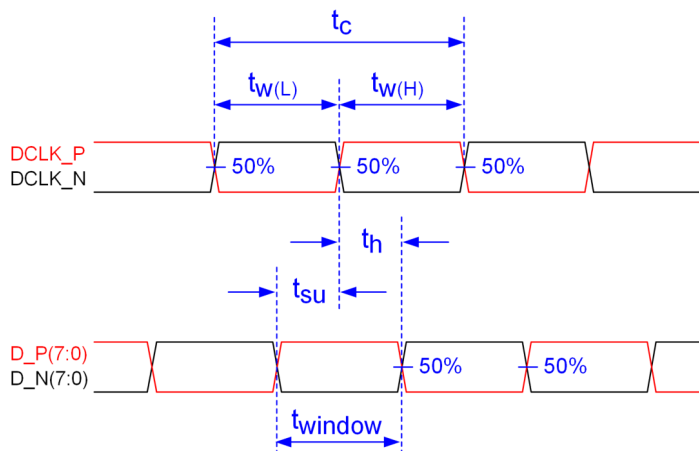 tc
tw(L) tw(H)
DCLK_P
DCLK_N
50% 50% 50%
th
tsu
D_P(7:0)
D_N(7:0)
50% 50%
twindow